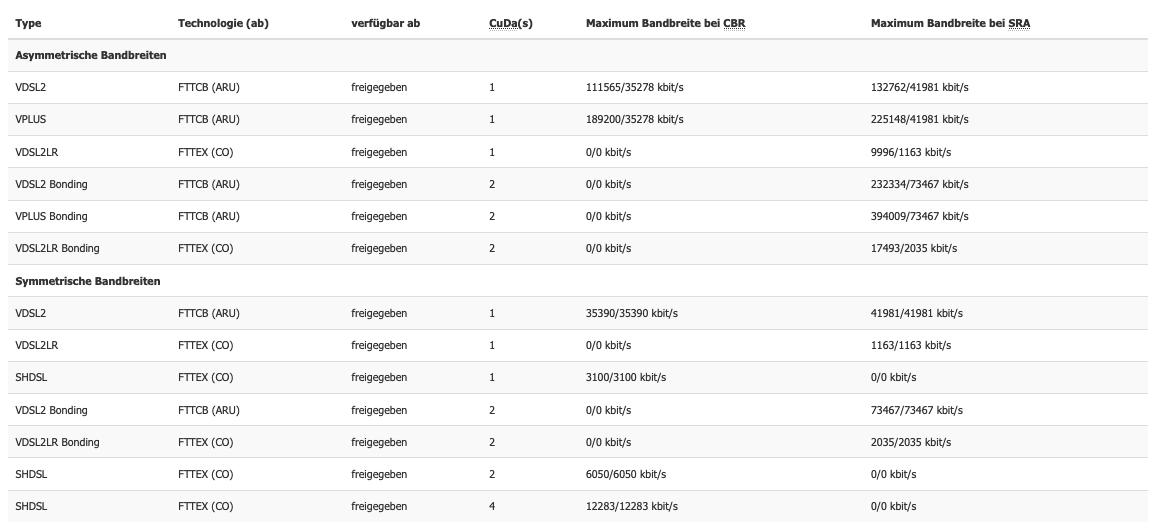 Type Technologie (ab) verfügbar ab CuDa(s) Maximum Bandbreite bei CBR Maximum Bandbreite bei SRA
Asymmetrische Bandbreiten
VDSL2 FTTCB (ARU) freigegeben 1 111565/35278 kbit/s 132762/41981 kbit/s
VPLUS FTTCB (ARU) freigegeben 1 189200/35278 kbit/s 225148/41981 kbit/s
VDSL2LR FTTEX (CO) freigegeben 1 0/0 kbit/s 9996/1163 kbit/s
VDSL2 Bonding FTTCB (ARU) freigegeben 2 0/0 kbit/s 232334/73467 kbit/s
VPLUS Bonding FTTCB (ARU) freigegeben 2 0/0 kbit/s 394009/73467 kbit/s
VDSL2LR Bonding FTTEX (CO) freigegeben 2 0/0 kbit/s 17493/2035 kbit/s
Symmetrische Bandbreiten
VDSL2 FTTCB (ARU) freigegeben 1 35390/35390 kbit/s 41981/41981 kbit/s
VDSL2LR FTTEX (CO) freigegeben 1 0/0 kbit/s 1163/1163 kbit/s
SHDSL FTTEX (CO) freigegeben 1 3100/3100 kbit/s 0/0 kbit/s
VDSL2 Bonding FTTCB (ARU) freigegeben 2 0/0 kbit/s 73467/73467 kbit/s
VDSL2LR Bonding FTTEX (CO) freigegeben 2 0/0 kbit/s 2035/2035 kbit/s
SHDSL FTTEX (CO) freigegeben 2 6050/6050 kbit/s 0/0 kbit/s
SHDSL FTTEX (CO) freigegeben 4 12283/12283 kbit/s 0/0 kbit/s